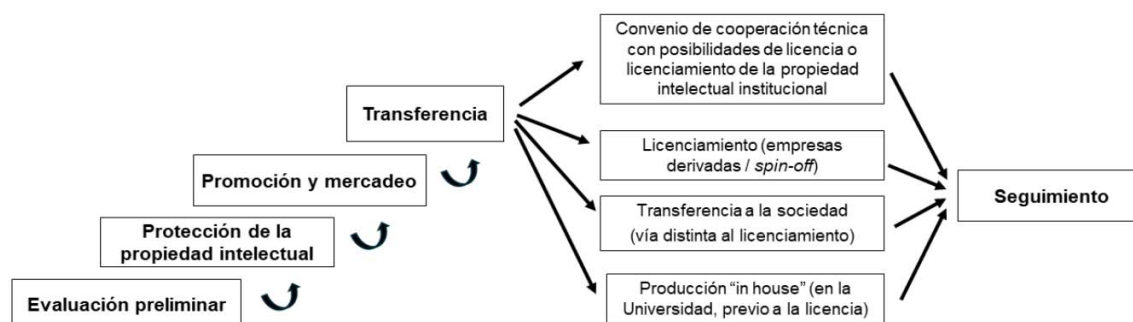 Convenio de cooperación técnica
con posibilidades de licencia o
licenciamiento de la propiedad
intelectual institucional
Transferencia
Licenciamiento (empresas
derivadas / spin-off)
Promoción y mercadeo
Seguimiento
Transferencia a la sociedad
(vía distinta al licenciamiento)
Protección de la
propiedad intelectual
Producción “in house” (en la
Universidad, previo a la licencia)
Evaluación preliminar